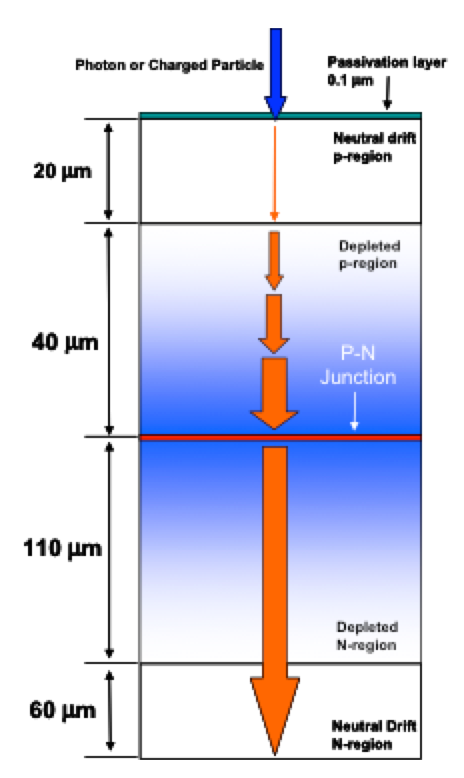 Photon or Charged Particle
Passivation layer
0.1 µm
Neutral drift
p-region
20 µm
Depleted
p-region
40 µm
P-N
Junction
110 µm
Depleted
N-region
60 µm
Neutral Drift
N-region